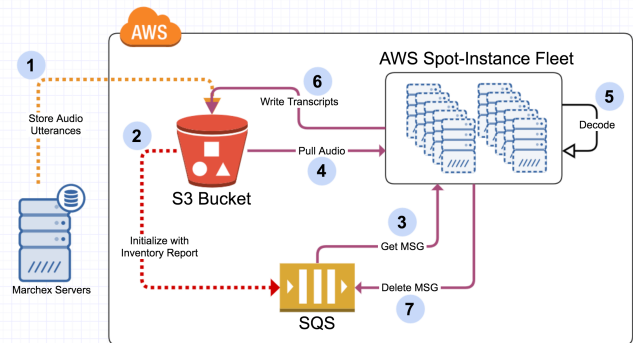 AWS
1
Store Audio
Utterances
2
S3 Bucket
Initialize with
Inventory Report
Marchex Servers
6
Write Transcripts
Pull Audio
4
AWS Spot-Instance Fleet
5
Decode
3
Get MSG
Delete MSG
7
SQS